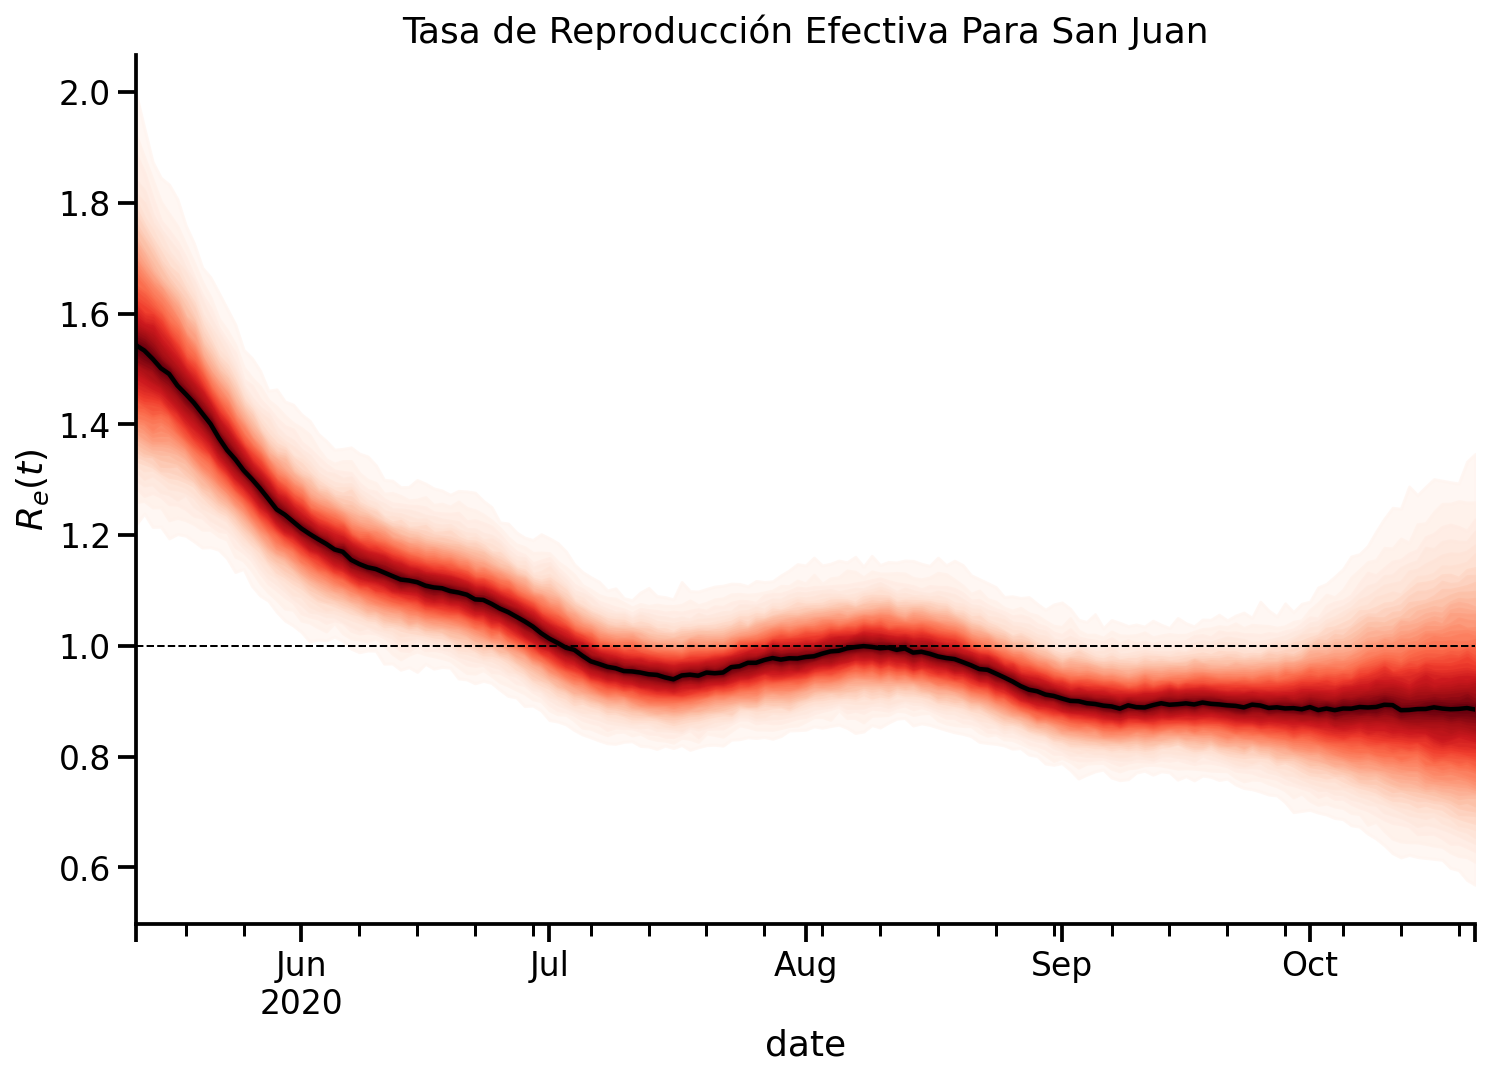 Tasa de Reproducción Efectiva Para San Juan
2.0
1.8
1.6
1.4
1.2
1.0
0.8
0.6
R_e(t)
Jun
2020
Jul
Aug
Sep
Oct
date